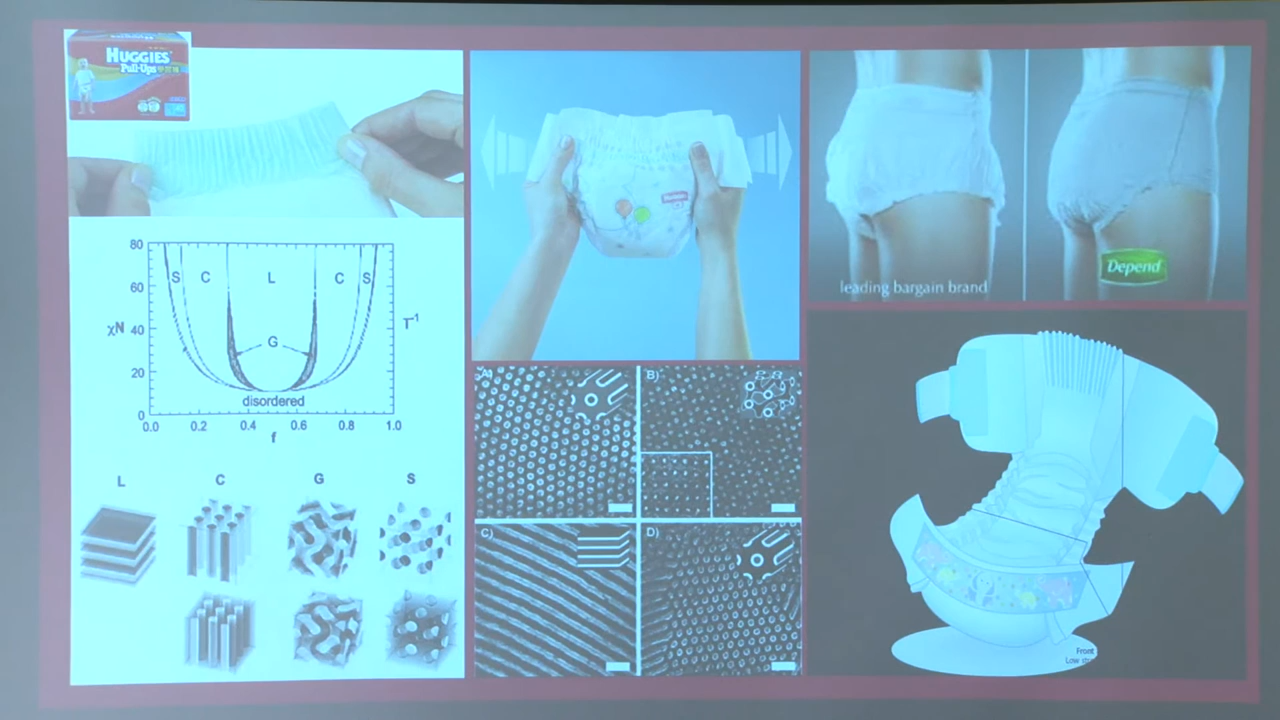 HUGGIES
Pull-Ups
80
60
χN 40
20
0
S C L C S
G
disordered
T⁻¹
0.0 0.2 0.4 0.6 0.8 1.0
f
L C G S
Huggies
A)
B)
C)
D)
leading bargain brand
Depend
Front